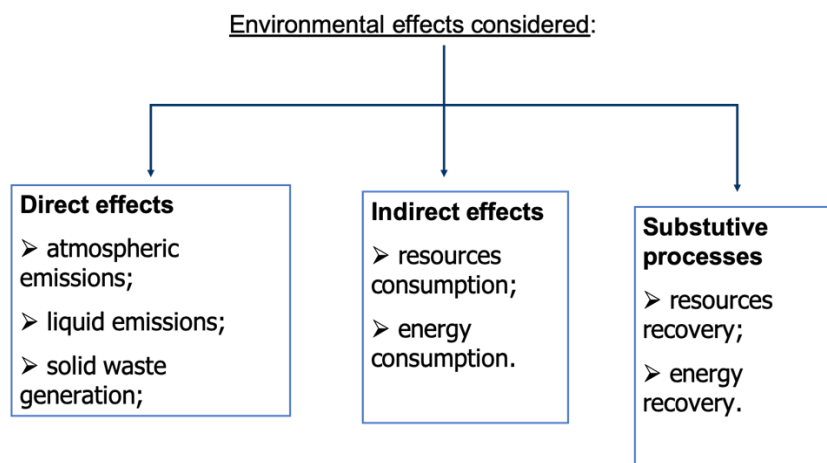 Environmental effects considered:
Direct effects
➢ atmospheric
emissions;
➢ liquid emissions;
➢ solid waste
generation;
Indirect effects
➢ resources
consumption;
➢ energy
consumption.
Substutive
processes
➢ resources
recovery;
➢ energy
recovery.